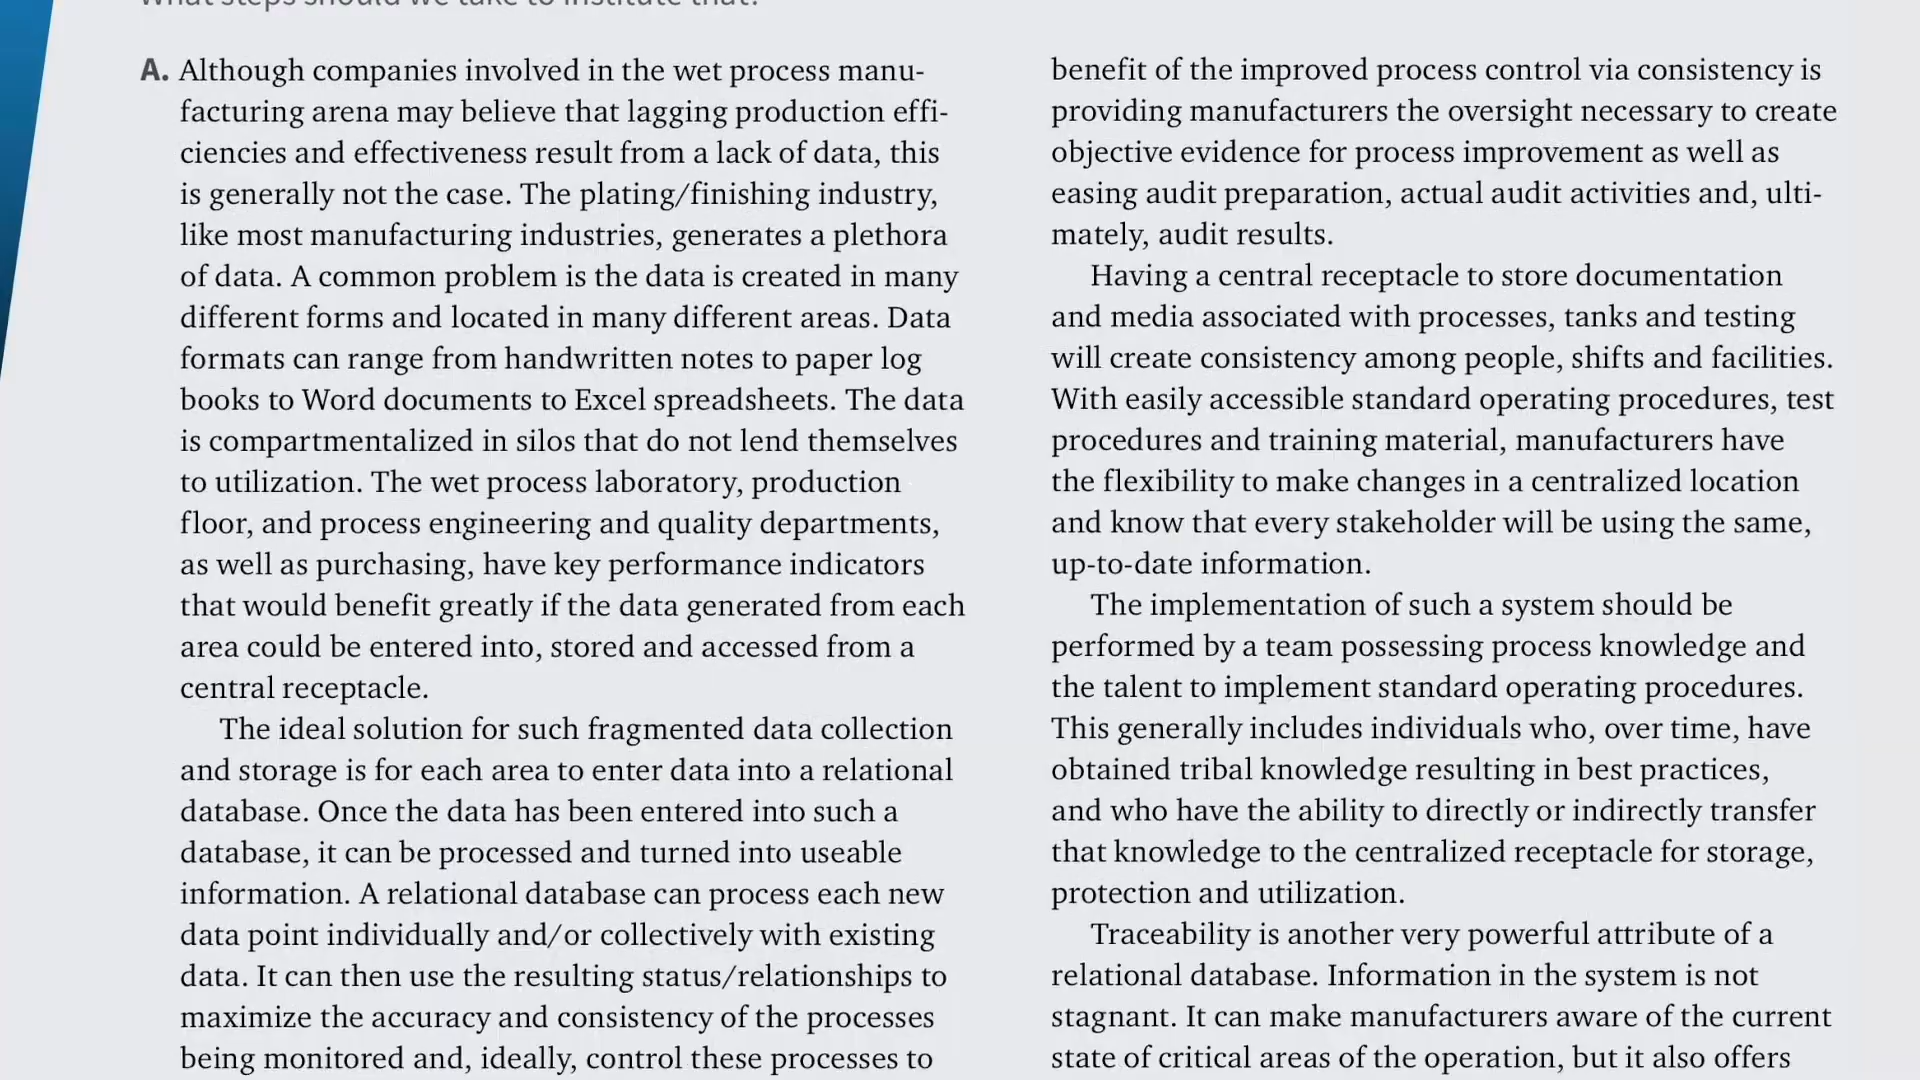 What steps should we take to institute that?
A. Although companies involved in the wet process manu-
facturing arena may believe that lagging production effi-
ciencies and effectiveness result from a lack of data, this
is generally not the case. The plating/finishing industry,
like most manufacturing industries, generates a plethora
of data. A common problem is the data is created in many
different forms and located in many different areas. Data
formats can range from handwritten notes to paper log
books to Word documents to Excel spreadsheets. The data
is compartmentalized in silos that do not lend themselves
to utilization. The wet process laboratory, production
floor, and process engineering and quality departments,
as well as purchasing, have key performance indicators
that would benefit greatly if the data generated from each
area could be entered into, stored and accessed from a
central receptacle.
The ideal solution for such fragmented data collection
and storage is for each area to enter data into a relational
database. Once the data has been entered into such a
database, it can be processed and turned into useable
information. A relational database can process each new
data point individually and/or collectively with existing
data. It can then use the resulting status/relationships to
maximize the accuracy and consistency of the processes
being monitored and, ideally, control these processes to
benefit of the improved process control via consistency is
providing manufacturers the oversight necessary to create
objective evidence for process improvement as well as
easing audit preparation, actual audit activities and, ulti-
mately, audit results.
Having a central receptacle to store documentation
and media associated with processes, tanks and testing
will create consistency among people, shifts and facilities.
With easily accessible standard operating procedures, test
procedures and training material, manufacturers have
the flexibility to make changes in a centralized location
and know that every stakeholder will be using the same,
up-to-date information.
The implementation of such a system should be
performed by a team possessing process knowledge and
the talent to implement standard operating procedures.
This generally includes individuals who, over time, have
obtained tribal knowledge resulting in best practices,
and who have the ability to directly or indirectly transfer
that knowledge to the centralized receptacle for storage,
protection and utilization.
Traceability is another very powerful attribute of a
relational database. Information in the system is not
stagnant. It can make manufacturers aware of the current
state of critical areas of the operation, but it also offers